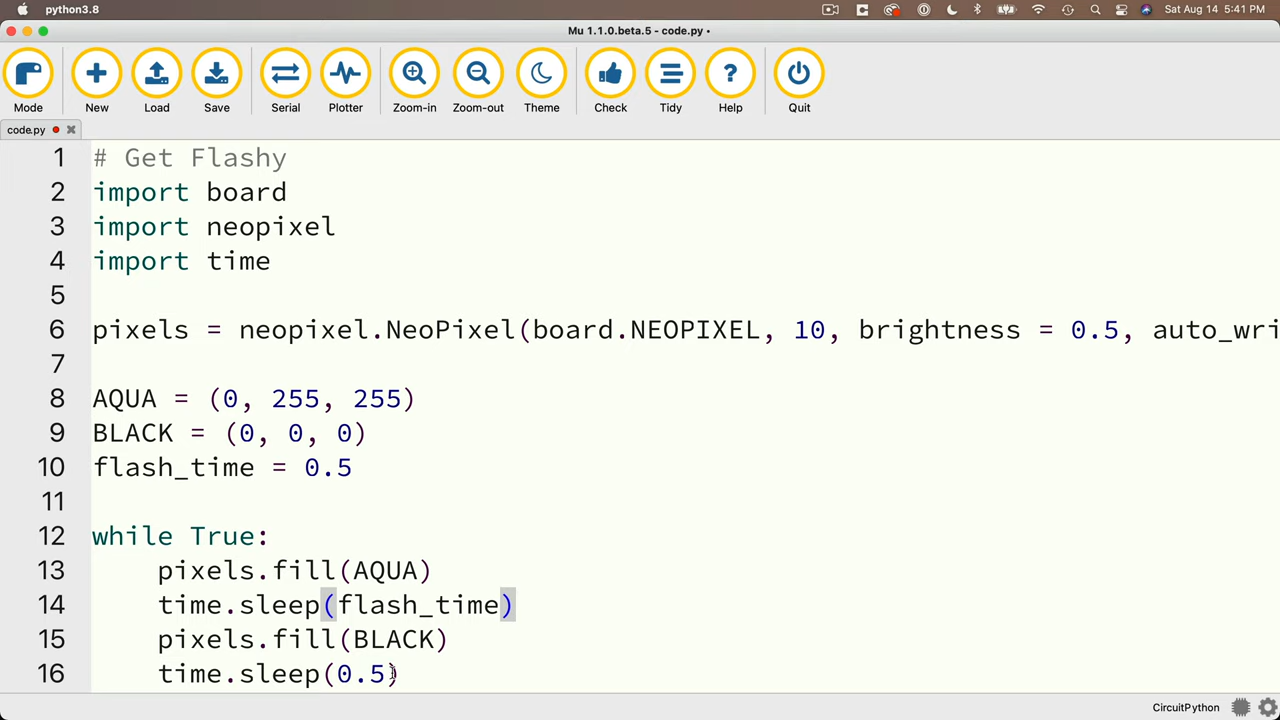 python3.8
Sat Aug 14 5:41 PM
Mu 1.1.0.beta.5 - code.py •
Mode New Load Save Serial Plotter Zoom-in Zoom-out Theme Check Tidy Help Quit
code.py
1 # Get Flashy
2 import board
3 import neopixel
4 import time
5
6 pixels = neopixel.NeoPixel(board.NEOPIXEL, 10, brightness = 0.5, auto_wri
7
8 AQUA = (0, 255, 255)
9 BLACK = (0, 0, 0)
10 flash_time = 0.5
11
12 while True:
13 pixels.fill(AQUA)
14 time.sleep(flash_time)
15 pixels.fill(BLACK)
16 time.sleep(0.5)
CircuitPython